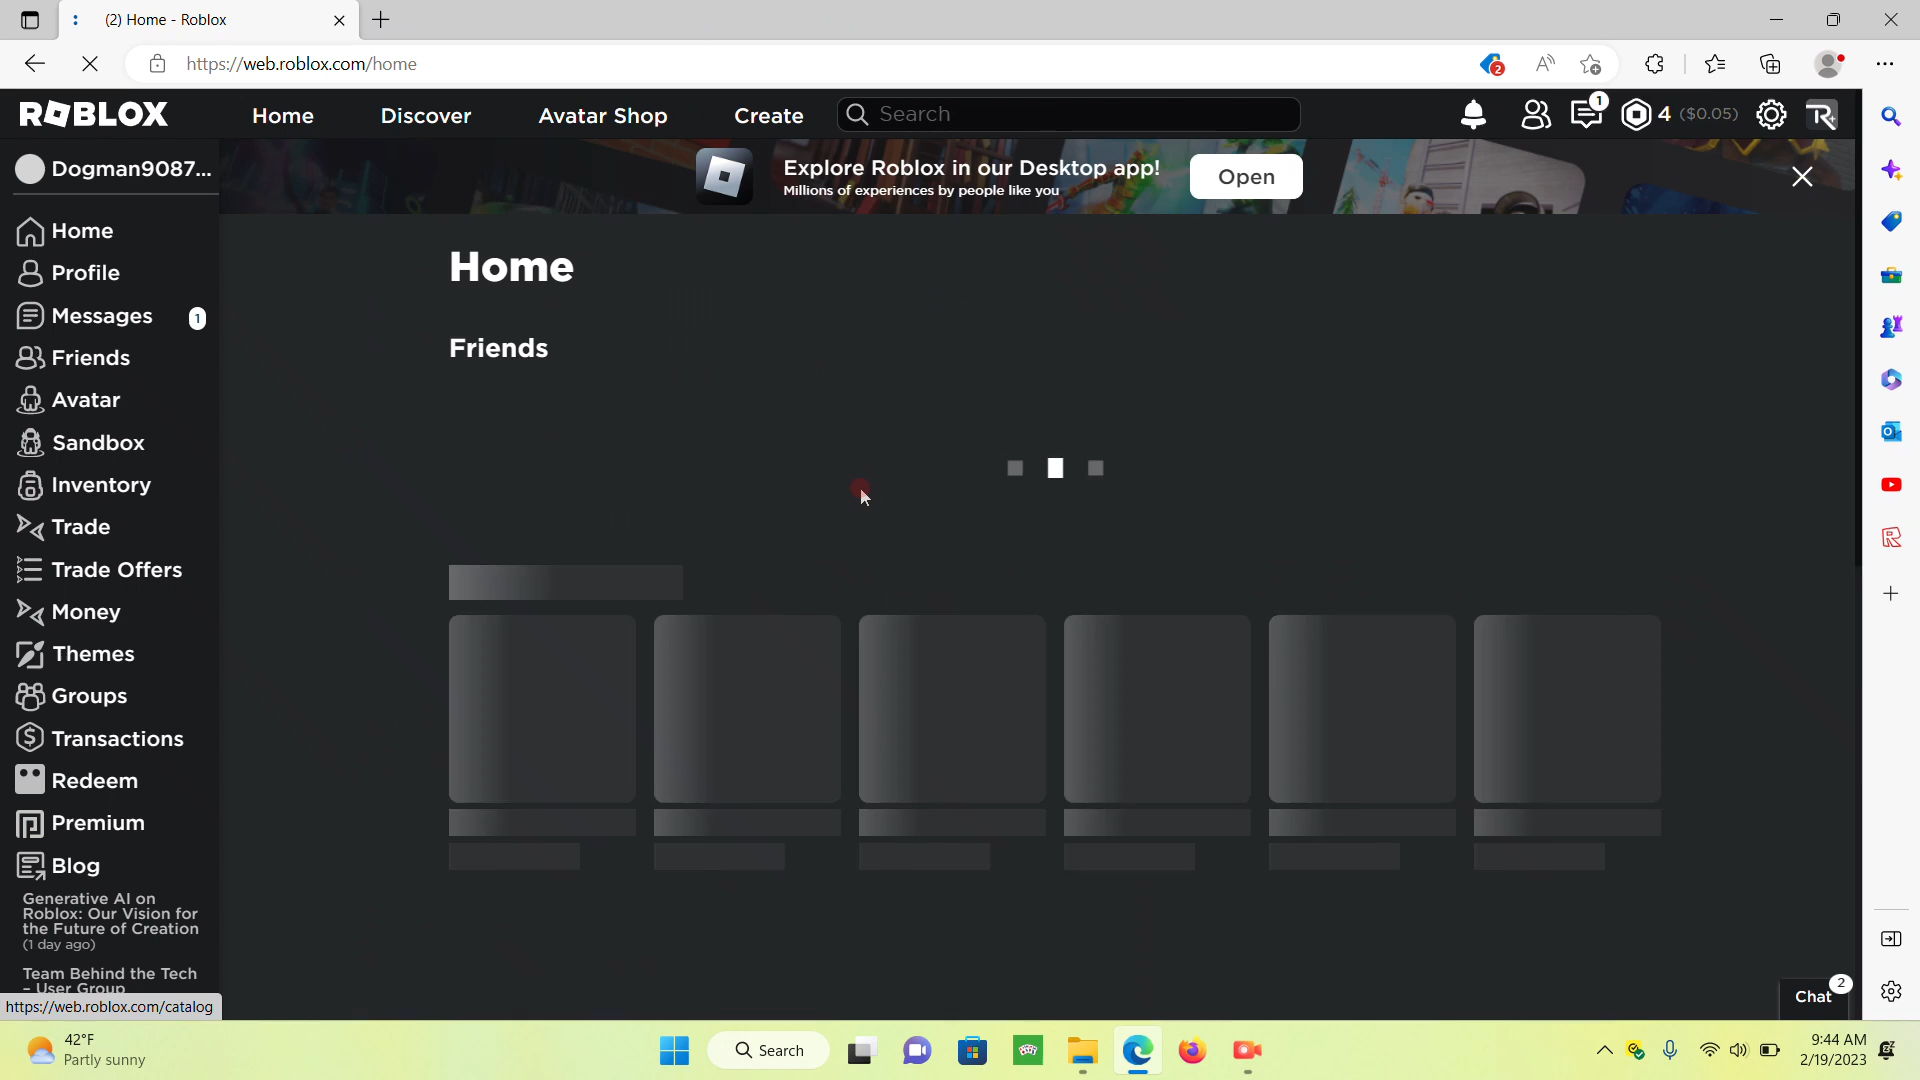 (2) Home - Roblox
https://web.roblox.com/home
2
ROBLOX
Home
Discover
Avatar Shop
Create
Search
1
4 ($0.05)
Dogman9087...
Explore Roblox in our Desktop app!
Millions of experiences by people like you
Open
Home
Profile
Messages
1
Friends
Avatar
Sandbox
Inventory
Trade
Trade Offers
Money
Themes
Groups
Transactions
Redeem
Premium
Blog
Generative AI on
Roblox: Our Vision for
the Future of Creation
(1 day ago)
Team Behind the Tech
- User Group
https://web.roblox.com/catalog
Home
Friends
Chat
2
42°F
Partly sunny
Search
9:44 AM
2/19/2023